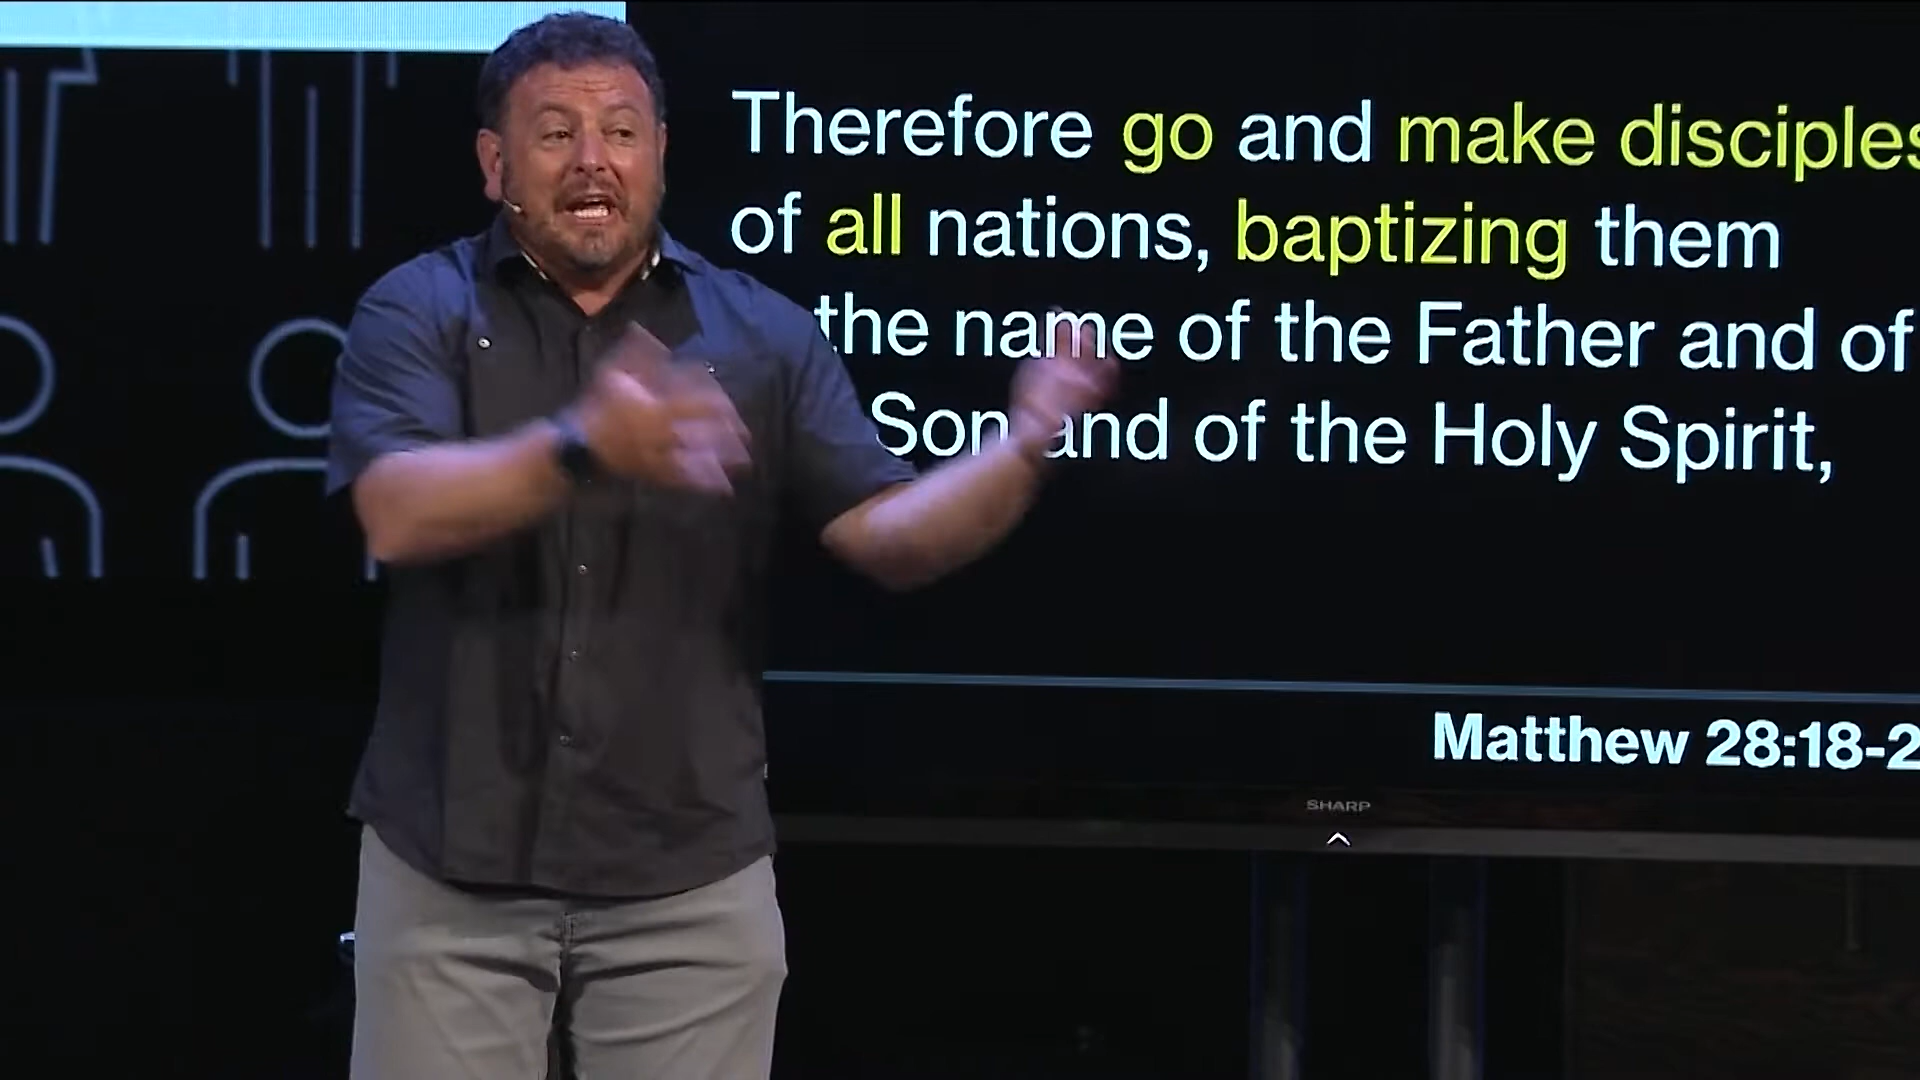 Therefore go and make disciples
of all nations, baptizing them
the name of the Father and of
Son and of the Holy Spirit,
Matthew 28:18-2
SHARP